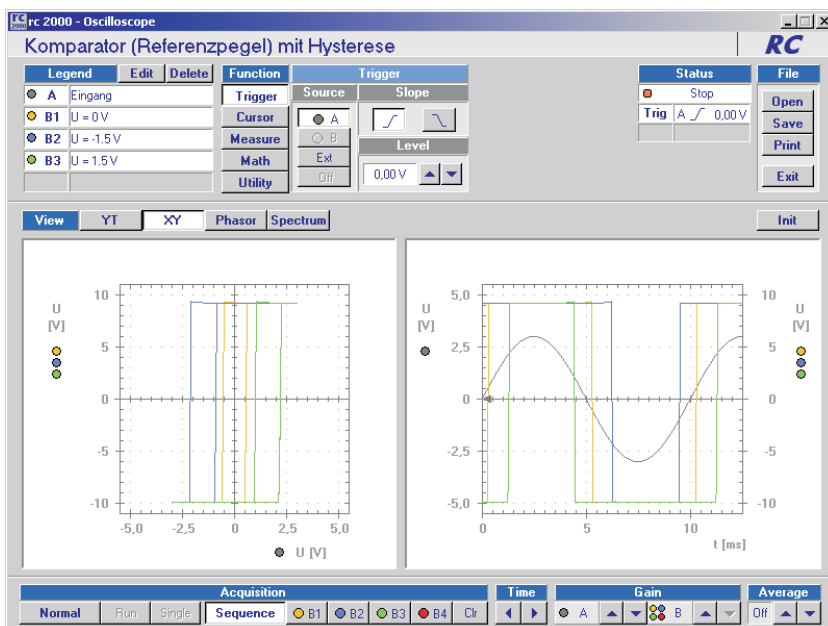 rc 2000 rc 2000 - Oscilloscope
Komparator (Referenzpegel) mit Hysterese
RC
Legend Edit Delete
A Eingang
B1 U = 0 V
B2 U = -1.5 V
B3 U = 1.5 V
Function
Trigger
Cursor
Measure
Math
Utility
Trigger
Source Slope
A
B
Ext
Off
Level
0,00 V
Status
Stop
Trig A 0,00 V
File
Open
Save
Print
Exit
View YT XY Phasor Spectrum Init
U
[V]
10
5
0
-5
-10
-5,0 -2,5 0 2,5 5,0
U [V]
U
[V]
5,0
2,5
0
-2,5
-5,0
0 5 10
t [ms]
10
5
0
-5
-10
U
[V]
Acquisition Time Gain Average
Normal Run Single Sequence B1 B2 B3 B4 Clr A B Off